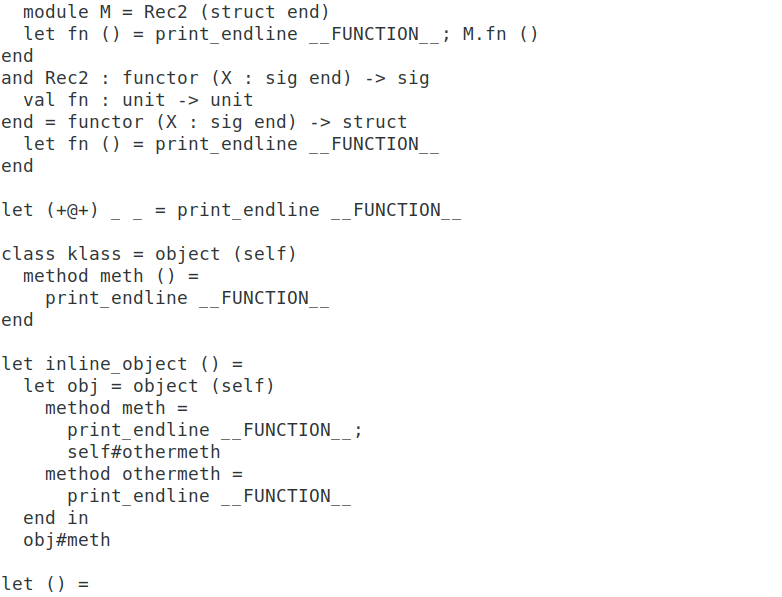 module M = Rec2 (struct end)
  let fn () = print_endline __FUNCTION__; M.fn ()
end
and Rec2 : functor (X : sig end) -> sig
  val fn : unit -> unit
end = functor (X : sig end) -> struct
  let fn () = print_endline __FUNCTION__
end

let (+@+) _ _ = print_endline __FUNCTION__

class klass = object (self)
  method meth () =
    print_endline __FUNCTION__
end

let inline_object () =
  let obj = object (self)
    method meth =
      print_endline __FUNCTION__;
      self#othermeth
    method othermeth =
      print_endline __FUNCTION__
  end in
  obj#meth

let () =